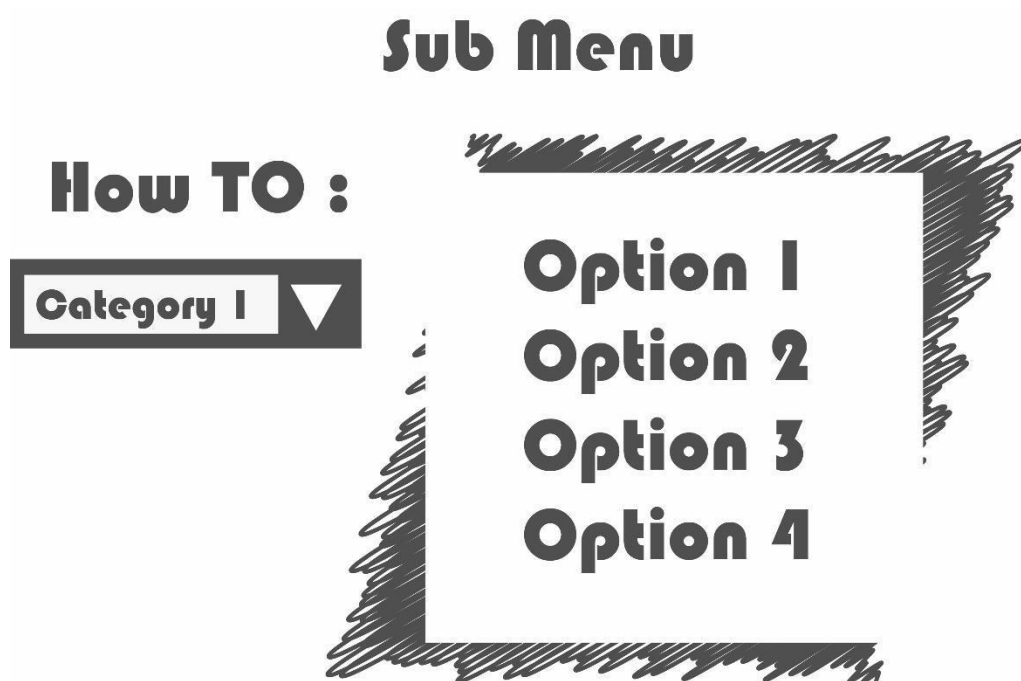 Sub Menu
How TO :
Category 1
Option 1
Option 2
Option 3
Option 4